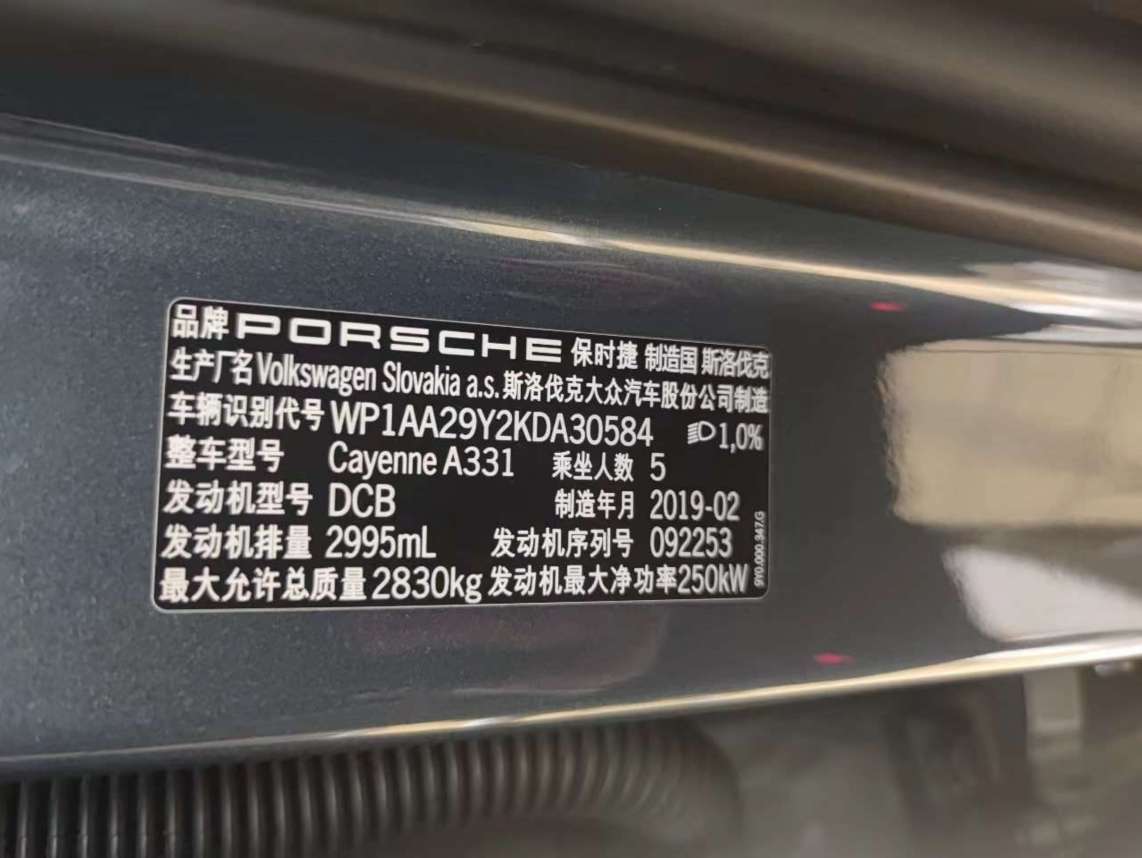 品牌 PORSCHE 保时捷 制造国 斯洛伐克
生产厂名 Volkswagen Slovakia a.s. 斯洛伐克大众汽车股份公司制造
车辆识别代号 WP1AA29Y2KDA30584 1,0%
整车型号 Cayenne A331 乘坐人数 5
发动机型号 DCB 制造年月 2019-02
发动机排量 2995mL 发动机序列号 092253
最大允许总质量 2830kg 发动机最大净功率 250kW
9Y0.000.347.G